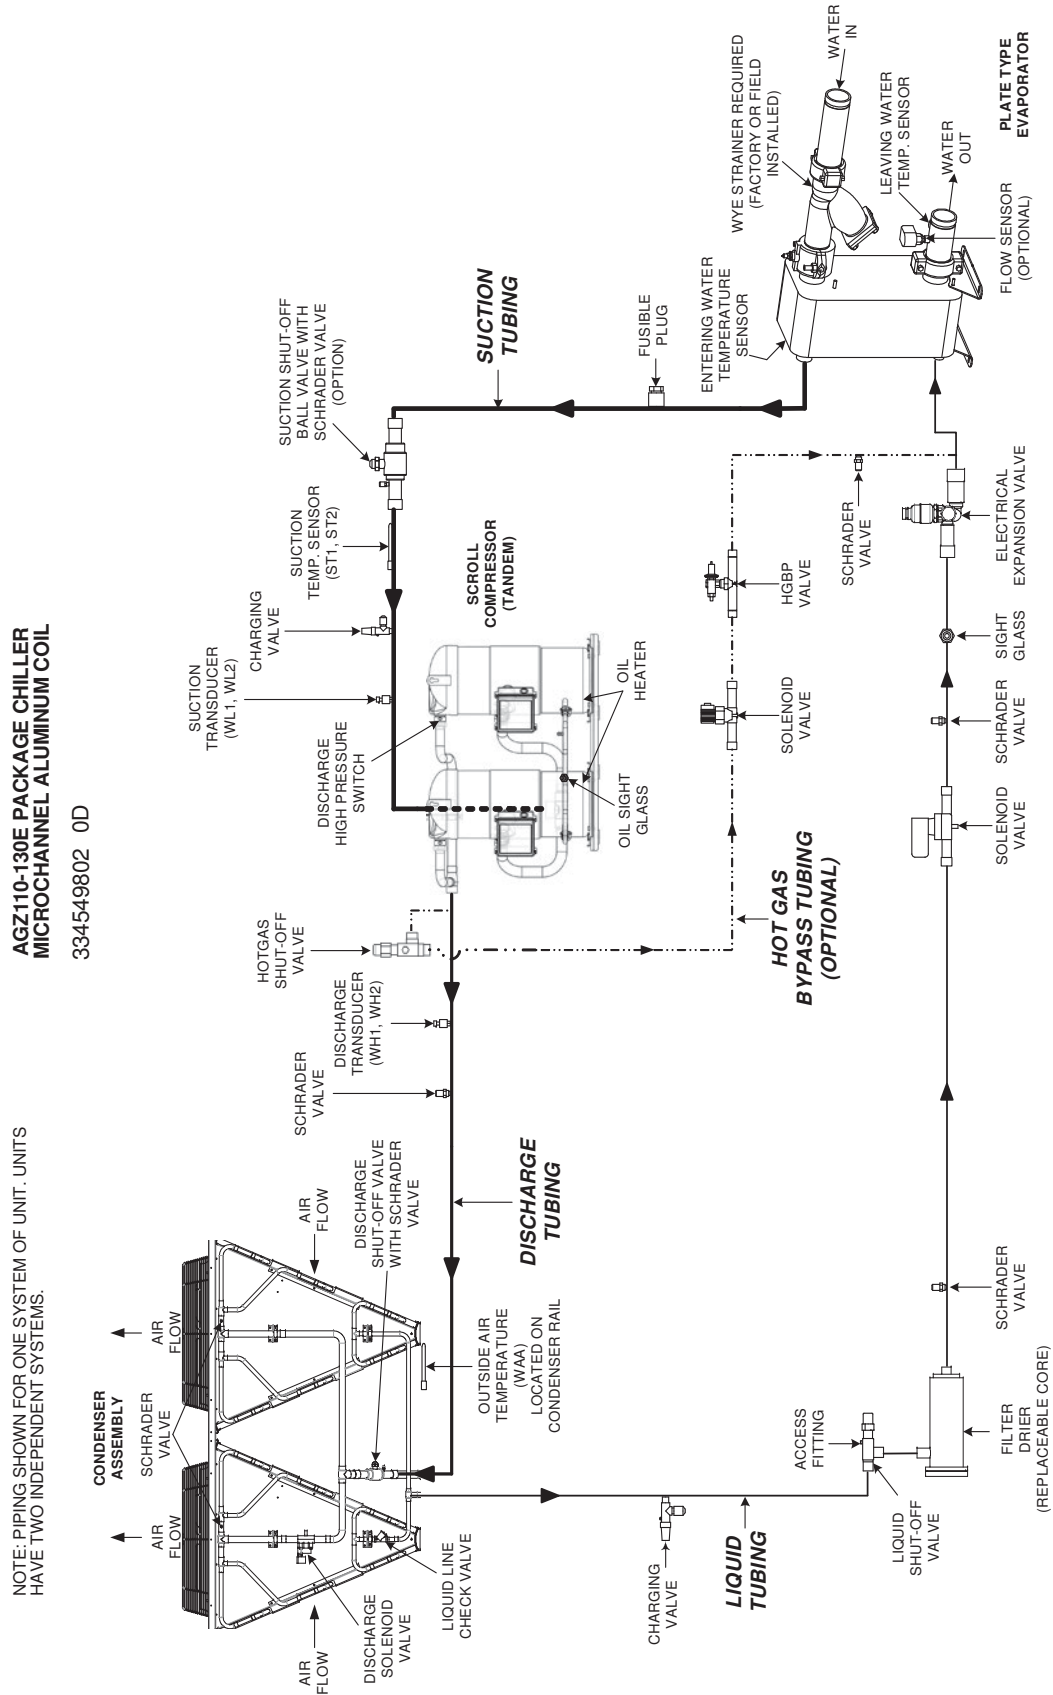 NOTE: PIPING SHOWN FOR ONE SYSTEM OF UNIT. UNITS
HAVE TWO INDEPENDENT SYSTEMS.
AGZ110-130E PACKAGE CHILLER
MICROCHANNEL ALUMINUM COIL
334549802 0D
CONDENSER
ASSEMBLY
SCHRADER
VALVE
AIR
FLOW
AIR
FLOW
AIR
FLOW
AIR
FLOW
DISCHARGE
SOLENOID
VALVE
LIQUID LINE
CHECK VALVE
OUTSIDE AIR
TEMPERATURE
(WAA)
LOCATED ON
CONDENSER RAIL
DISCHARGE
SHUT-OFF VALVE
WITH SCHRADER
VALVE
DISCHARGE
TUBING
SCHRADER
VALVE
DISCHARGE
TRANSDUCER
(WH1, WH2)
HOTGAS
SHUT-OFF
VALVE
DISCHARGE
HIGH PRESSURE
SWITCH
SUCTION
TRANSDUCER
(WL1, WL2)
CHARGING
VALVE
SUCTION
TEMP. SENSOR
(ST1, ST2)
SUCTION SHUT-OFF
BALL VALVE WITH
SCHRADER VALVE
(OPTION)
SUCTION
TUBING
SCROLL
COMPRESSOR
(TANDEM)
OIL
HEATER
OIL SIGHT
GLASS
FUSIBLE
PLUG
ENTERING WATER
TEMPERATURE
SENSOR
WYE STRAINER REQUIRED
(FACTORY OR FIELD
INSTALLED)
WATER
IN
LEAVING WATER
TEMP. SENSOR
WATER
OUT
FLOW SENSOR
(OPTIONAL)
PLATE TYPE
EVAPORATOR
HOT GAS
BYPASS TUBING
(OPTIONAL)
SOLENOID
VALVE
HGBP
VALVE
SCHRADER
VALVE
CHARGING
VALVE
LIQUID
TUBING
ACCESS
FITTING
LIQUID
SHUT-OFF
VALVE
FILTER
DRIER
(REPLACEABLE CORE)
SCHRADER
VALVE
SOLENOID
VALVE
SCHRADER
VALVE
SIGHT
GLASS
ELECTRICAL
EXPANSION VALVE